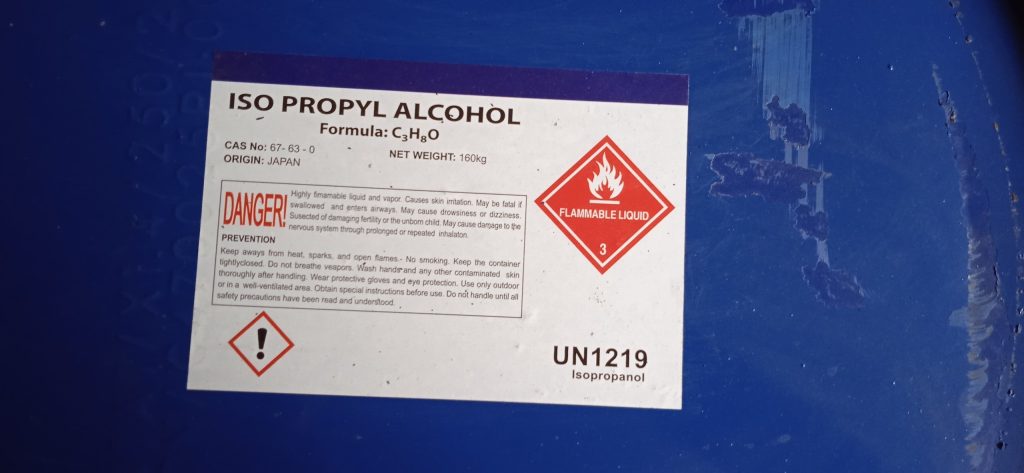 ISO PROPYL ALCOHOL
Formula: C₃H₈O
CAS No: 67- 63 - 0
NET WEIGHT: 160kg
ORIGIN: JAPAN
DANGER!
Highly fimamable liquid and vapor. Causes skin irritation. May be fatal if
swallowed and enters airways. May cause drowsiness or dizziness.
Susected of damaging fertility or the unborn child. May cause damage to the
nervous system through prolonged or repeated inhalaton.
PREVENTION
Keep aways from heat, sparks, and open flames.- No smoking. Keep the container
tightlyclosed. Do not breathe veapors. Wash hands and any other contaminated skin
thoroughly after handling. Wear protective gloves and eye protection. Use only outdoor
or in a well-ventilated area. Obtain special instructions before use. Do not handle until all
safety precautions have been read and understood.
FLAMMABLE LIQUID
3
!
UN1219
Isopropanol